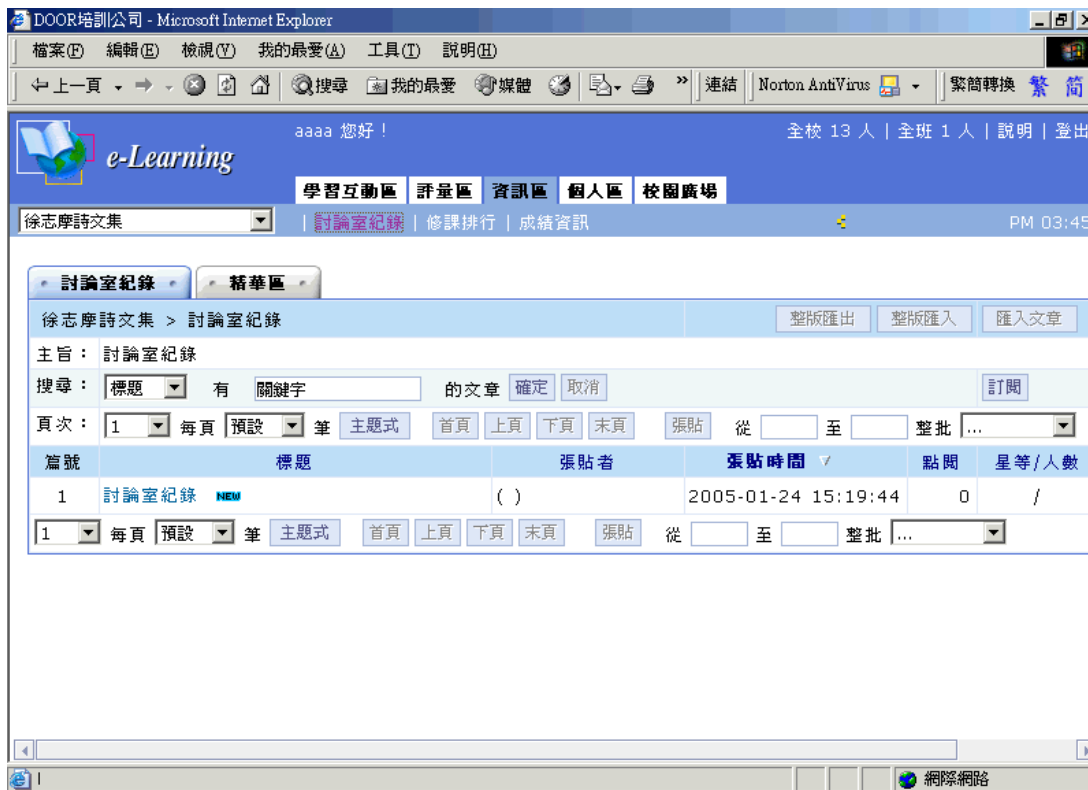 DOOR培訓公司 - Microsoft Internet Explorer
檔案(F) 編輯(E) 檢視(V) 我的最愛(A) 工具(T) 說明(H)
上一頁 搜尋 我的最愛 媒體 » 連結 Norton AntiVirus 繁簡轉換 繁 简
aaaa 您好！ 全校 13 人 | 全班 1 人 | 說明 | 登出
e-Learning
學習互動區 評量區 資訊區 個人區 校園廣場
徐志摩詩文集 | 討論室紀錄 | 修課排行 | 成績資訊 PM 03:45
討論室紀錄 精華區
徐志摩詩文集 > 討論室紀錄 整版匯出 整版匯入 匯入文章
主旨： 討論室紀錄
搜尋： 標題 有 關鍵字 的文章 確定 取消 訂閱
頁次： 1 每頁 預設 筆 主題式 首頁 上頁 下頁 末頁 張貼 從 至 整批 ...
篇號 標題 張貼者 張貼時間 點閱 星等/人數
1 討論室紀錄 NEW ( ) 2005-01-24 15:19:44 0 /
1 每頁 預設 筆 主題式 首頁 上頁 下頁 末頁 張貼 從 至 整批 ...
網際網路